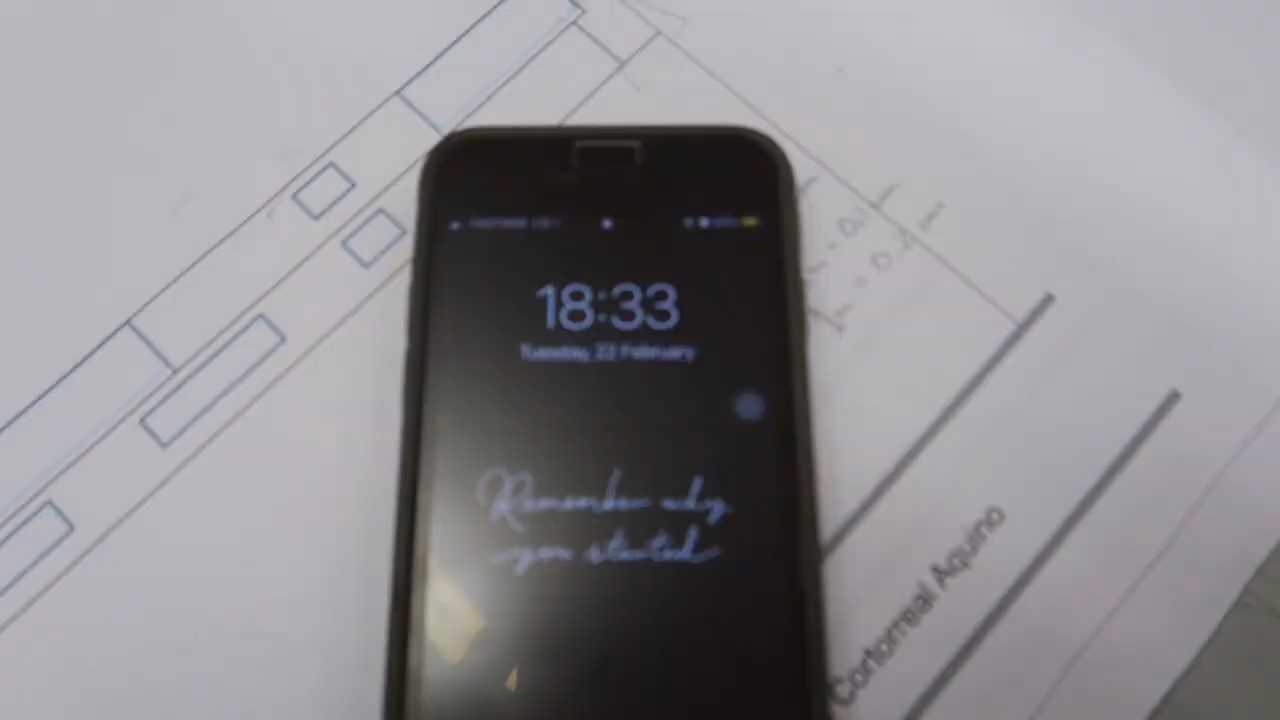 18:33
Tuesday, 22 February
Remember why
you started
Cortorreal Aquino